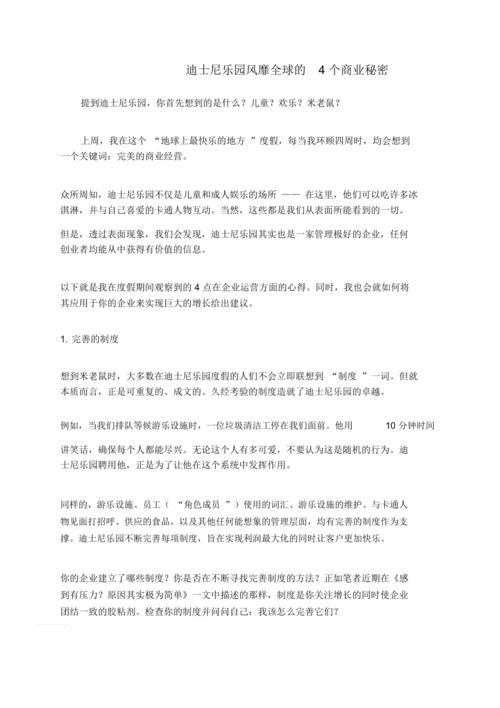 迪士尼乐园风靡全球的 4 个商业秘密
提到迪士尼乐园，你首先想到的是什么？儿童？欢乐？米老鼠？
上周，我在这个 “地球上最快乐的地方 ”度假，每当我环顾四周时，均会想到
一个关键词：完美的商业经营。
众所周知，迪士尼乐园不仅是儿童和成人娱乐的场所 —— 在这里，他们可以吃许多冰
淇淋，并与自己喜爱的卡通人物互动。当然，这些都是我们从表面所能看到的一切。
但是，透过表面现象，我们会发现，迪士尼乐园其实也是一家管理极好的企业，任何
创业者均能从中获得有价值的信息。
以下就是我在度假期间观察到的4点在企业运营方面的心得。同时，我也会就如何将
其应用于你的企业来实现巨大的增长给出建议。
1. 完善的制度
想到米老鼠时，大多数在迪士尼乐园度假的人们不会立即联想到 “制度 ”一词。但就
本质而言，正是可重复的、成文的、久经考验的制度造就了迪士尼乐园的卓越。
例如，当我们排队等候游乐设施时，一位垃圾清洁工停在我们面前。他用 10 分钟时间
讲笑话，确保每个人都能尽兴。无论这个人有多可爱，不要认为这是随机的行为。迪
士尼乐园聘用他，正是为了让他在这个系统中发挥作用。
同样的，游乐设施、员工（ “角色成员 ”）使用的词汇、游乐设施的维护、与卡通人
物见面打招呼、供应的食品，以及其他任何能想象的管理层面，均有完善的制度作为支
撑。迪士尼乐园不断完善每项制度，旨在实现利润最大化的同时让客户更加快乐。
你的企业建立了哪些制度？你是否在不断寻找完善制度的方法？正如笔者近期在《感
到有压力？原因其实极为简单》一文中描述的那样，制度是你关注增长的同时使企业
团结一致的胶粘剂。检查你的制度并问问自己：我该怎么完善它们？